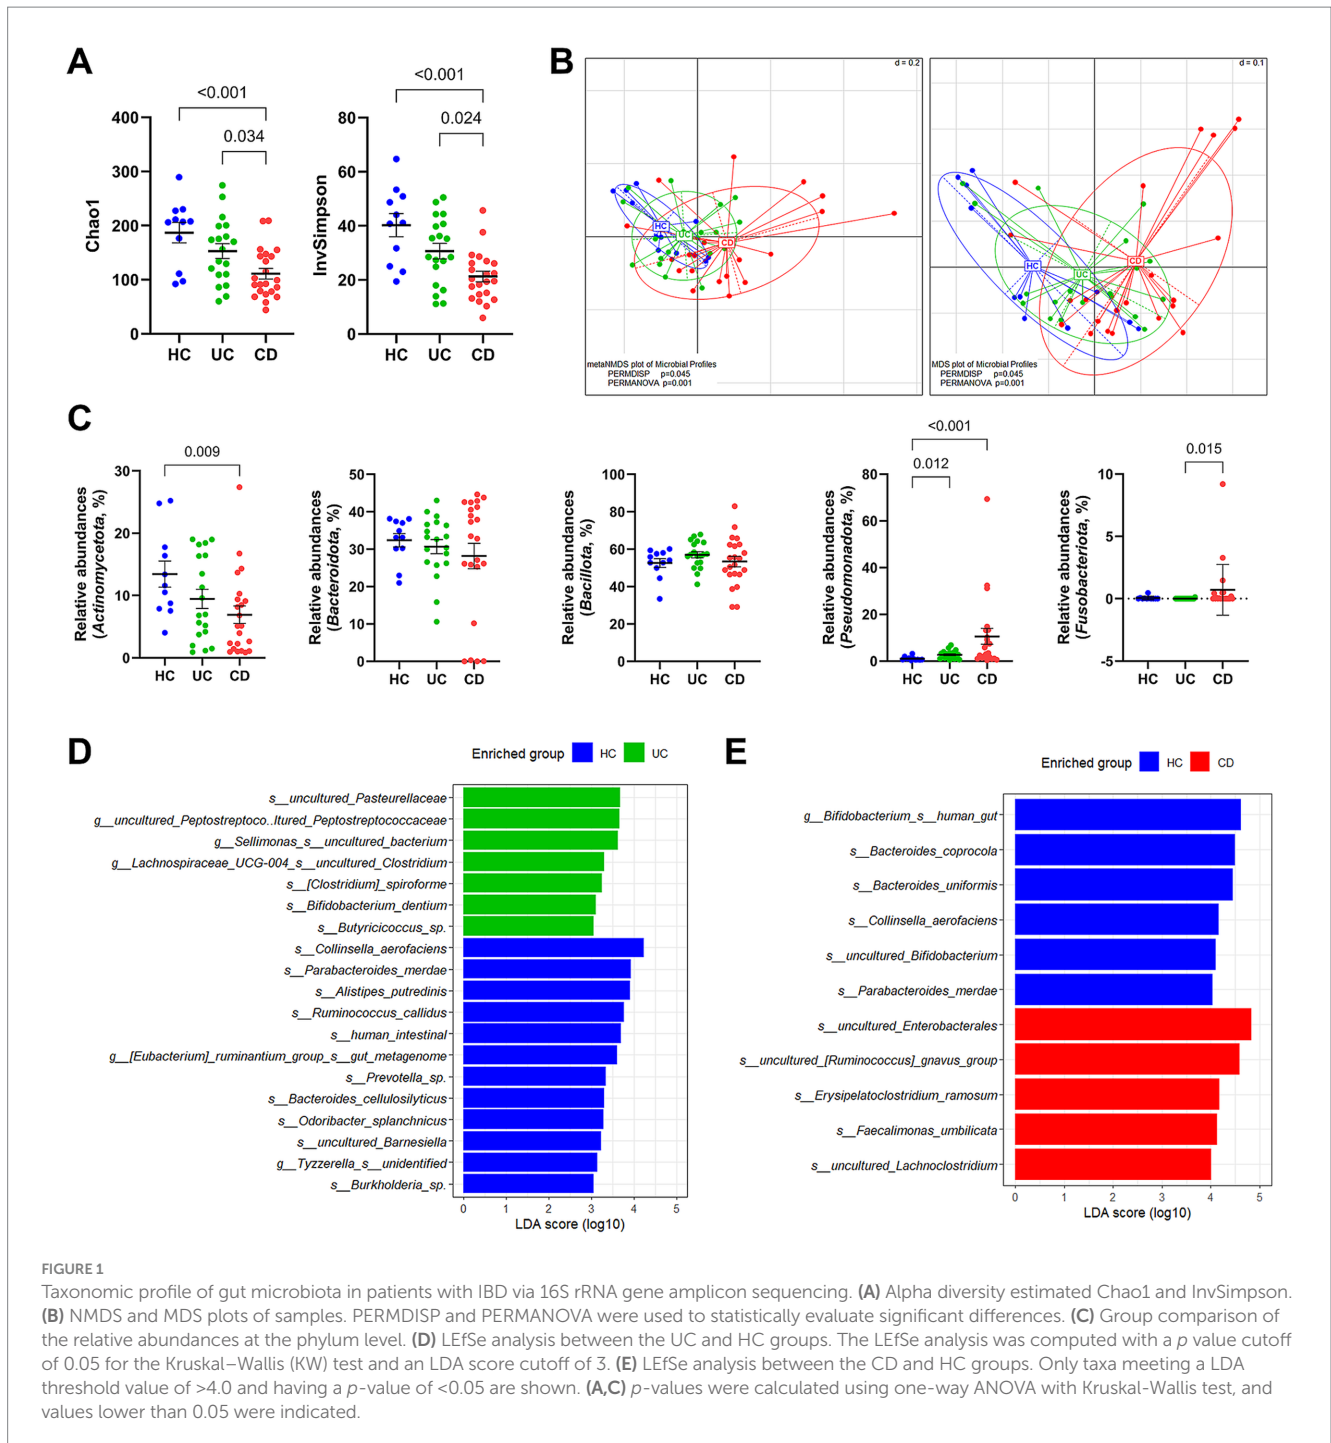 A
<0.001
0.034
400
300
200
100
0
Chao1
HC
UC
CD
<0.001
0.024
80
60
40
20
0
InvSimpson
HC
UC
CD
B
d = 0.2
HC
UC
CD
metaNMDS plot of Microbial Profiles
PERMDISP p=0.045
PERMANOVA p=0.001
d = 0.1
HC
UC
CD
MDS plot of Microbial Profiles
PERMDISP p=0.045
PERMANOVA p=0.001
C
0.009
30
20
10
0
Relative abundances
(Actinomycetota, %)
HC
UC
CD
50
40
30
20
10
0
Relative abundances
(Bacteroidota, %)
HC
UC
CD
100
80
60
40
20
0
Relative abundances
(Bacillota, %)
HC
UC
CD
<0.001
0.012
80
60
40
20
0
Relative abundances
(Pseudomonadota, %)
HC
UC
CD
0.015
10
5
0
-5
Relative abundances
(Fusobacteriota, %)
HC
UC
CD
D
Enriched group HC UC
s__uncultured_Pasteurellaceae
g__uncultured_Peptostreptoco..ltured_Peptostreptococcaceae
g__Sellimonas_s__uncultured_bacterium
g__Lachnospiraceae_UCG-004_s__uncultured_Clostridium
s__[Clostridium]_spiroforme
s__Bifidobacterium_dentium
s__Butyricicoccus_sp.
s__Collinsella_aerofaciens
s__Parabacteroides_merdae
s__Alistipes_putredinis
s__Ruminococcus_callidus
s__human_intestinal
g__[Eubacterium]_ruminantium_group_s__gut_metagenome
s__Prevotella_sp.
s__Bacteroides_cellulosilyticus
s__Odoribacter_splanchnicus
s__uncultured_Barnesiella
g__Tyzzerella_s__unidentified
s__Burkholderia_sp.
0 1 2 3 4 5
LDA score (log10)
E
Enriched group HC CD
g__Bifidobacterium_s__human_gut
s__Bacteroides_coprocola
s__Bacteroides_uniformis
s__Collinsella_aerofaciens
s__uncultured_Bifidobacterium
s__Parabacteroides_merdae
s__uncultured_Enterobacterales
s__uncultured_[Ruminococcus]_gnavus_group
s__Erysipelatoclostridium_ramosum
s__Faecalimonas_umbilicata
s__uncultured_Lachnoclostridium
0 1 2 3 4 5
LDA score (log10)
FIGURE 1
Taxonomic profile of gut microbiota in patients with IBD via 16S rRNA gene amplicon sequencing. (A) Alpha diversity estimated Chao1 and InvSimpson.
(B) NMDS and MDS plots of samples. PERMDISP and PERMANOVA were used to statistically evaluate significant differences. (C) Group comparison of
the relative abundances at the phylum level. (D) LEfSe analysis between the UC and HC groups. The LEfSe analysis was computed with a p value cutoff
of 0.05 for the Kruskal–Wallis (KW) test and an LDA score cutoff of 3. (E) LEfSe analysis between the CD and HC groups. Only taxa meeting a LDA
threshold value of >4.0 and having a p-value of <0.05 are shown. (A,C) p-values were calculated using one-way ANOVA with Kruskal-Wallis test, and
values lower than 0.05 were indicated.